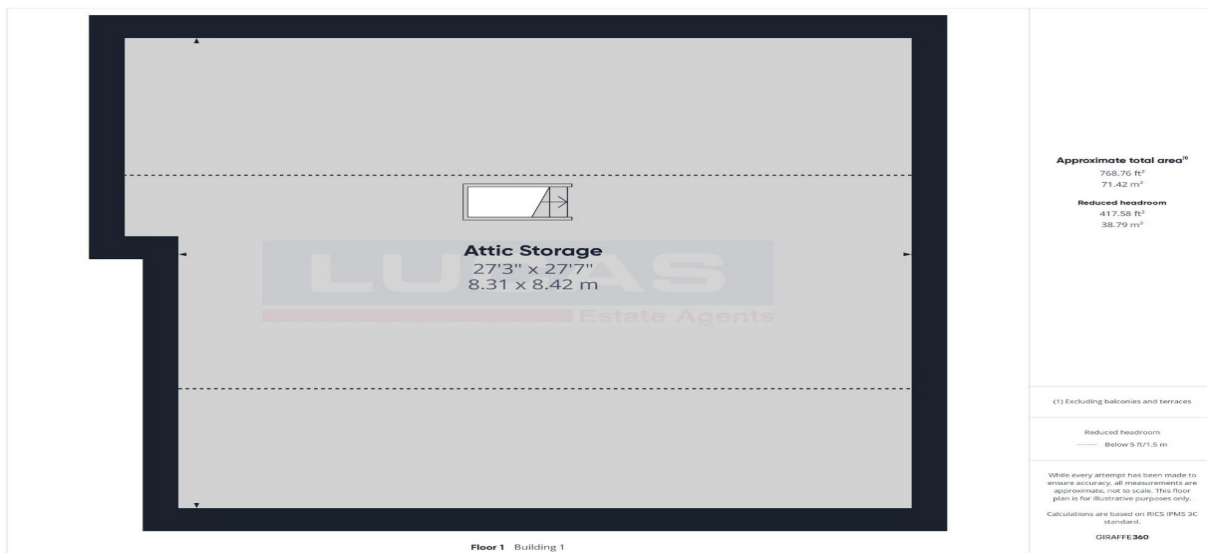 Attic Storage
27'3" x 27'7"
8.31 x 8.42 m
Estate Agents
Floor 1 Building 1
Approximate total area(1)
768.76 ft²
71.42 m²
Reduced headroom
417.58 ft²
38.79 m²
(1) Excluding balconies and terraces
Reduced headroom
Below 5 ft/1.5 m
While every attempt has been made to
ensure accuracy, all measurements are
approximate, not to scale. This floor
plan is for illustrative purposes only.
Calculations are based on RICS IPMS 3C
standard.
GIRAFFE360